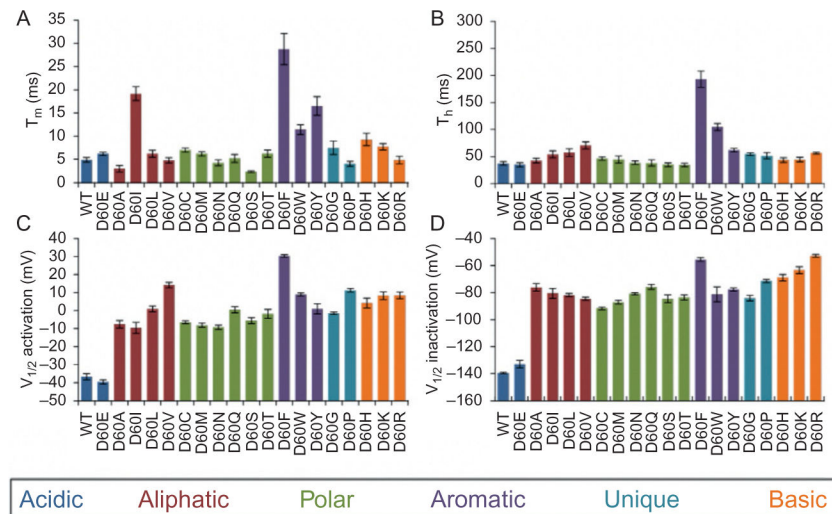 A
35
30
25
20
15
10
5
0
Tm (ms)
WT D60E D60A D60I D60L D60V D60C D60M D60N D60Q D60S D60T D60F D60W D60Y D60G D60P D60H D60K D60R
B
300
250
200
150
100
50
0
Th (ms)
WT D60E D60A D60I D60L D60V D60C D60M D60N D60Q D60S D60T D60F D60W D60Y D60G D60P D60H D60K D60R
C
40
30
20
10
0
−10
−20
−30
−40
−50
V1/2 activation (mV)
WT D60E D60A D60I D60L D60V D60C D60M D60N D60Q D60S D60T D60F D60W D60Y D60G D60P D60H D60K D60R
D
−40
−60
−80
−100
−120
−140
−160
V1/2 inactivation (mV)
WT D60E D60A D60I D60L D60V D60C D60M D60N D60Q D60S D60T D60F D60W D60Y D60G D60P D60H D60K D60R
Acidic Aliphatic Polar Aromatic Unique Basic